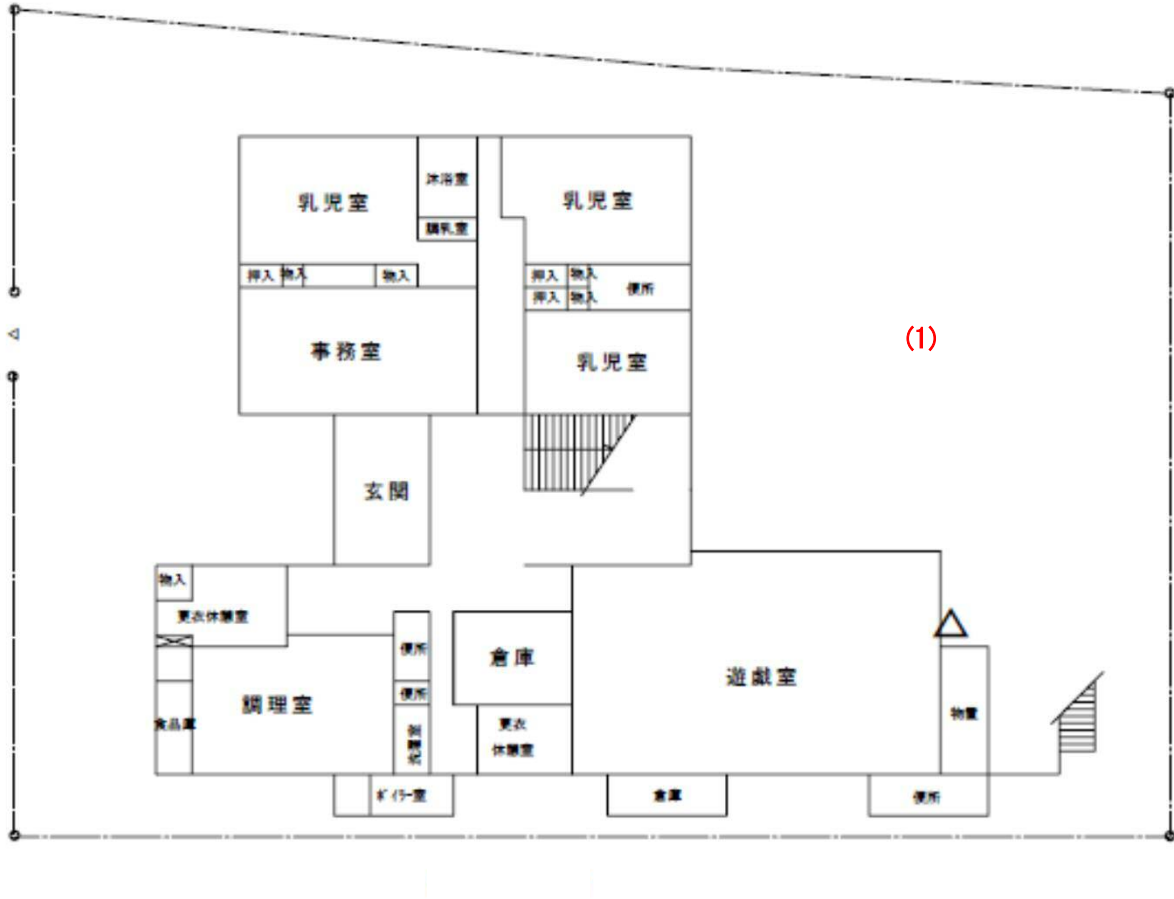 沐浴室
乳児室
乳児室
調乳室
押入
物入
物入
押入
物入
便所
押入
物入
(1)
事務室
乳児室
玄関
物入
更衣休憩室
便所
倉庫
遊戯室
便所
調理室
食品庫
更衣
休憩室
物置
ボイラー室
倉庫
便所